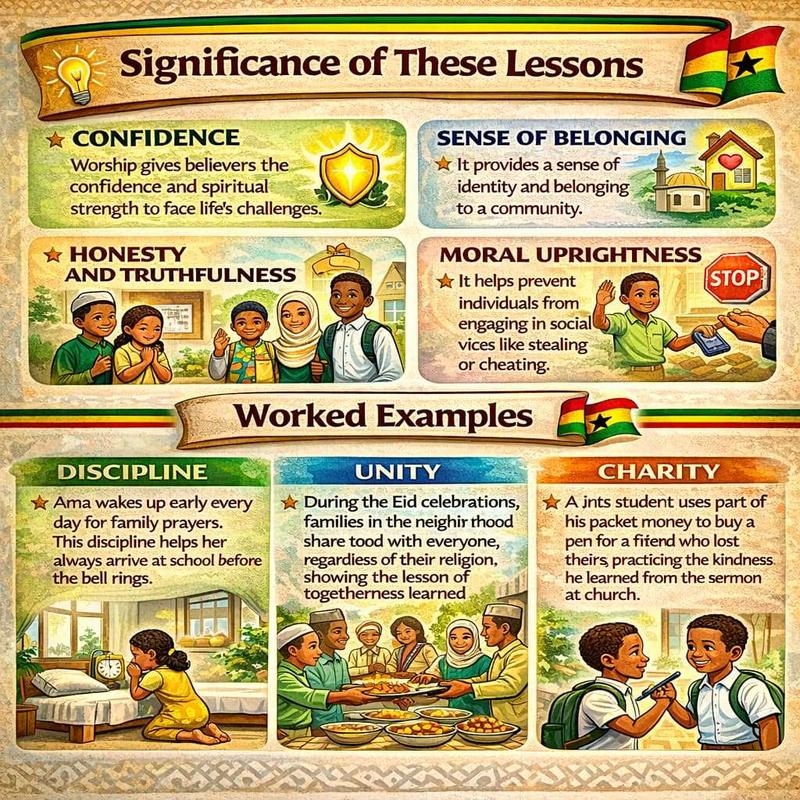 Significance of These Lessons
CONFIDENCE
Worship gives believers the
confidence and spiritual
strength to face life's challenges.
SENSE OF BELONGING
It provides a sense of
identity and belonging
to a community.
HONESTY
AND TRUTHFULNESS
MORAL UPRIGHTNESS
It helps prevent
individuals from
engaging in social
vices like stealing
or cheating.
STOP
Worked Examples
DISCIPLINE
Ama wakes up early every
day for family prayers.
This discipline helps her
always arrive at school before
the bell rings.
UNITY
During the Eid celebrations,
families in the neighir rhood
share tood with everyone,
regardless of their religion,
showing the lesson of
togetherness learned
CHARITY
A jnts student uses part of
his packet money to buy a
pen for a fifend who lost
theirs, practicing the kindness
he learned from the sermon
at church.